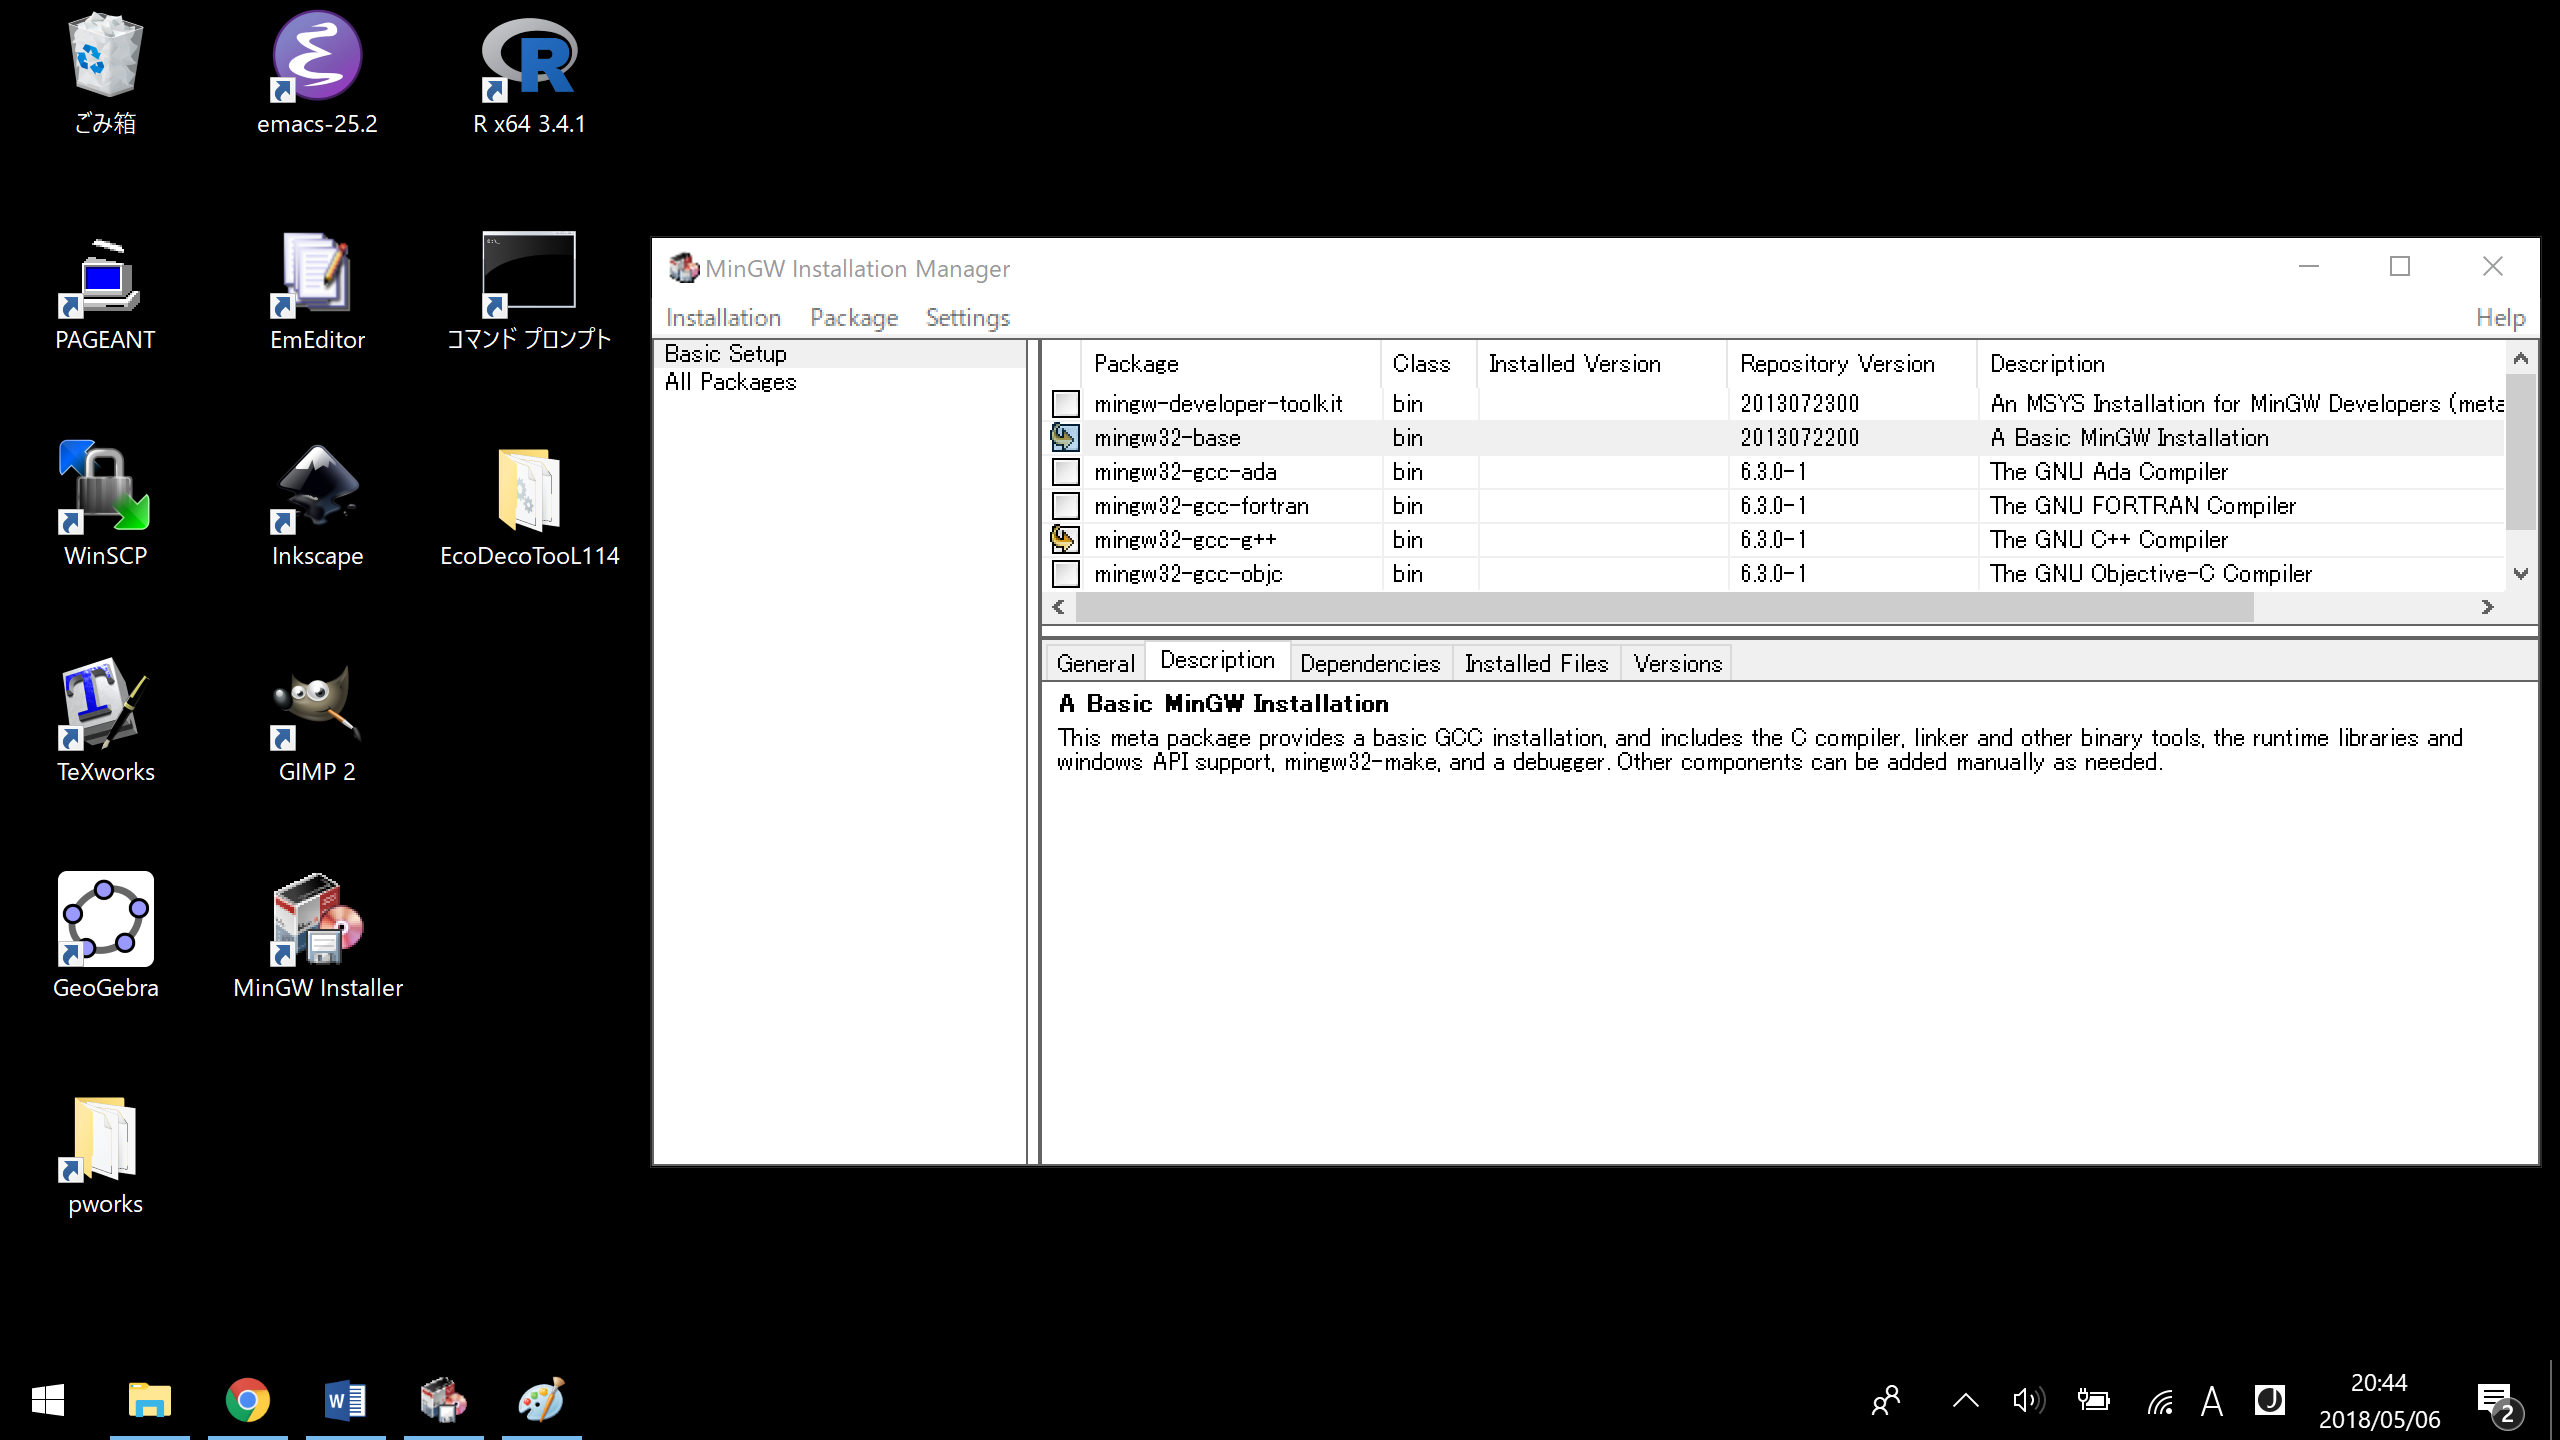 ごみ箱
emacs-25.2
R x64 3.4.1
PAGEANT
EmEditor
コマンド プロンプト
WinSCP
Inkscape
EcoDecoTooL114
TeXworks
GIMP 2
GeoGebra
MinGW Installer
pworks
MinGW Installation Manager
Installation Package Settings Help
Basic Setup
All Packages
Package Class Installed Version Repository Version Description
mingw-developer-toolkit bin 2013072300 An MSYS Installation for MinGW Developers (meta
mingw32-base bin 2013072200 A Basic MinGW Installation
mingw32-gcc-ada bin 6.3.0-1 The GNU Ada Compiler
mingw32-gcc-fortran bin 6.3.0-1 The GNU FORTRAN Compiler
mingw32-gcc-g++ bin 6.3.0-1 The GNU C++ Compiler
mingw32-gcc-objc bin 6.3.0-1 The GNU Objective-C Compiler
General Description Dependencies Installed Files Versions
A Basic MinGW Installation
This meta package provides a basic GCC installation, and includes the C compiler, linker and other binary tools, the runtime libraries and
windows API support, mingw32-make, and a debugger. Other components can be added manually as needed.
A J
20:44
2018/05/06
2